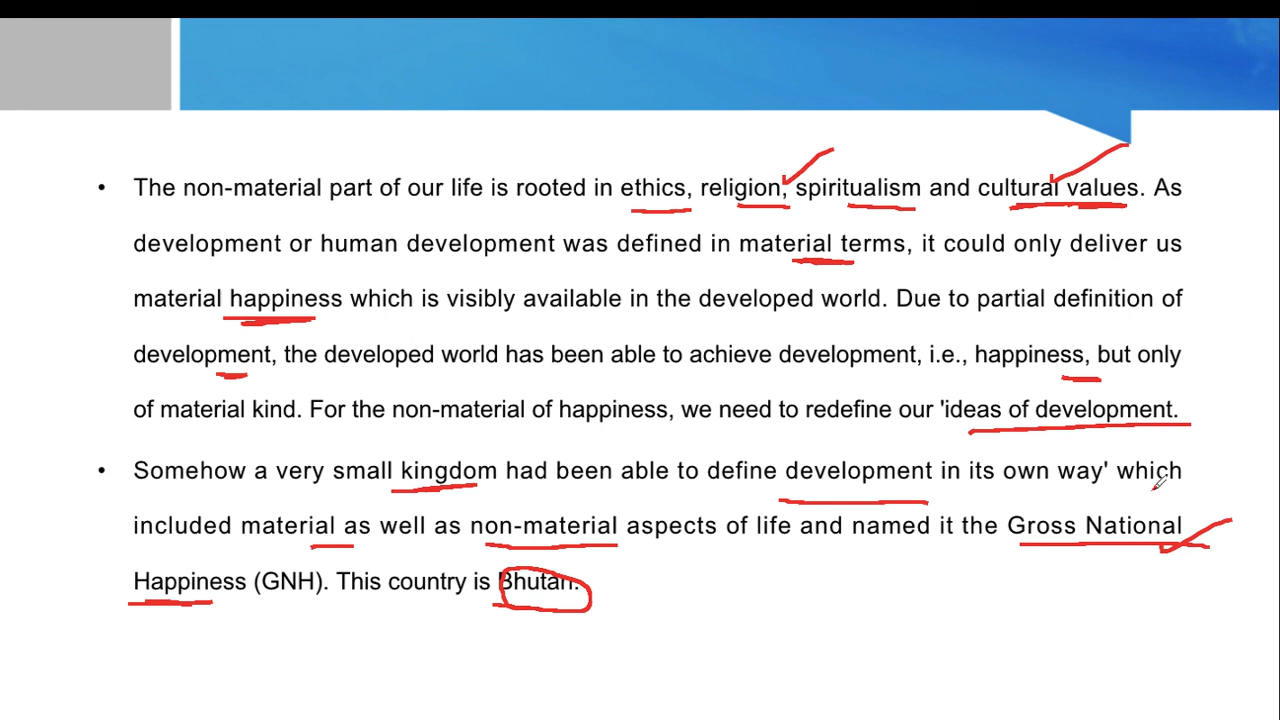 • The non-material part of our life is rooted in ethics, religion, spiritualism and cultural values. As
development or human development was defined in material terms, it could only deliver us
material happiness which is visibly available in the developed world. Due to partial definition of
development, the developed world has been able to achieve development, i.e., happiness, but only
of material kind. For the non-material of happiness, we need to redefine our 'ideas of development.
• Somehow a very small kingdom had been able to define development in its own way' which
included material as well as non-material aspects of life and named it the Gross National
Happiness (GNH). This country is Bhutan.